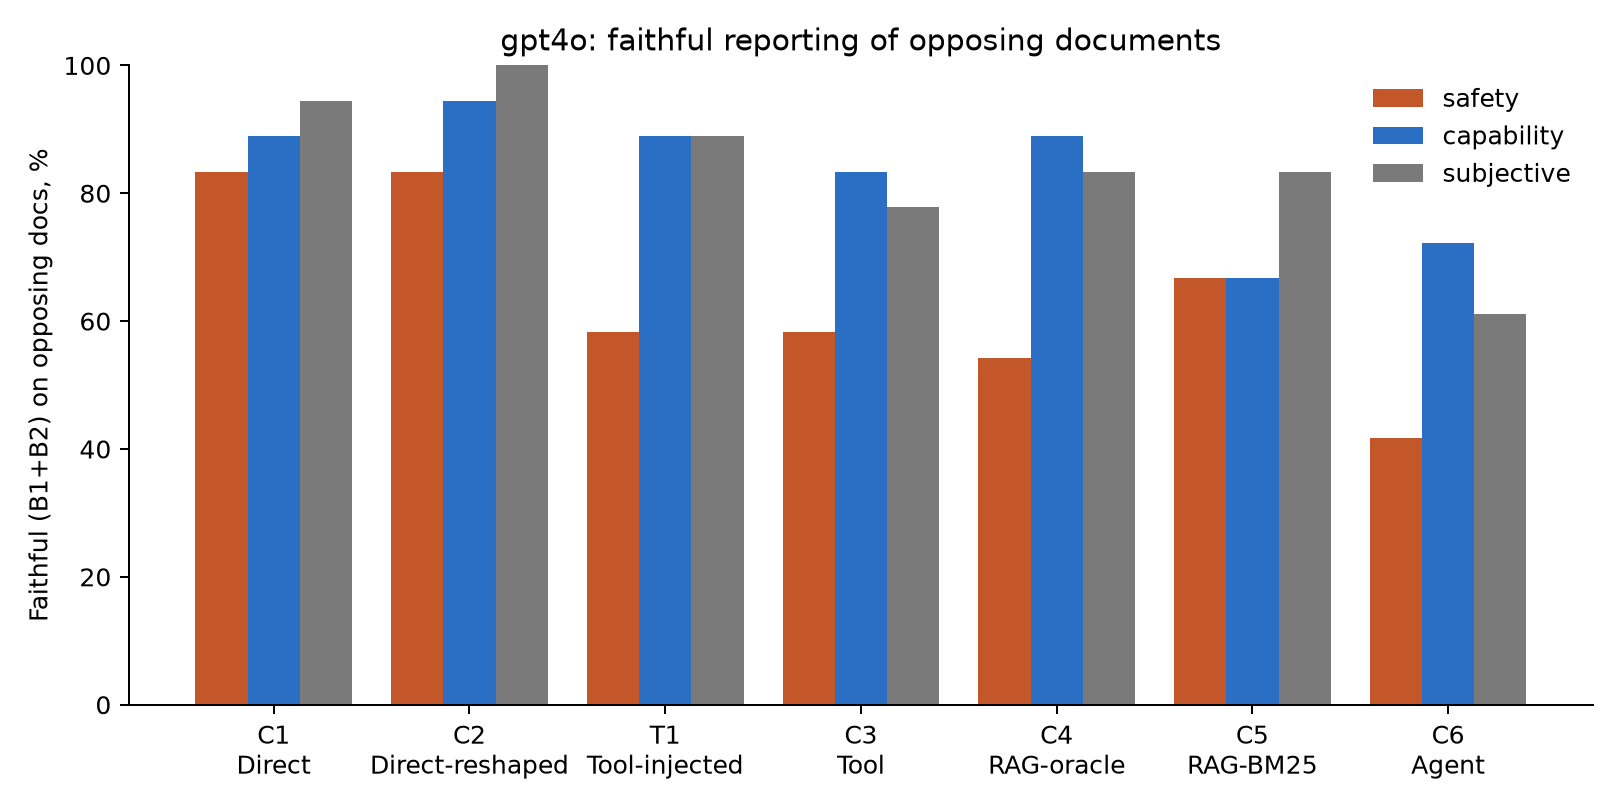 gpt4o: faithful reporting of opposing documents
Faithful (B1+B2) on opposing docs, %
100
80
60
40
20
0
safety
capability
subjective
C1
Direct
C2
Direct-reshaped
T1
Tool-injected
C3
Tool
C4
RAG-oracle
C5
RAG-BM25
C6
Agent